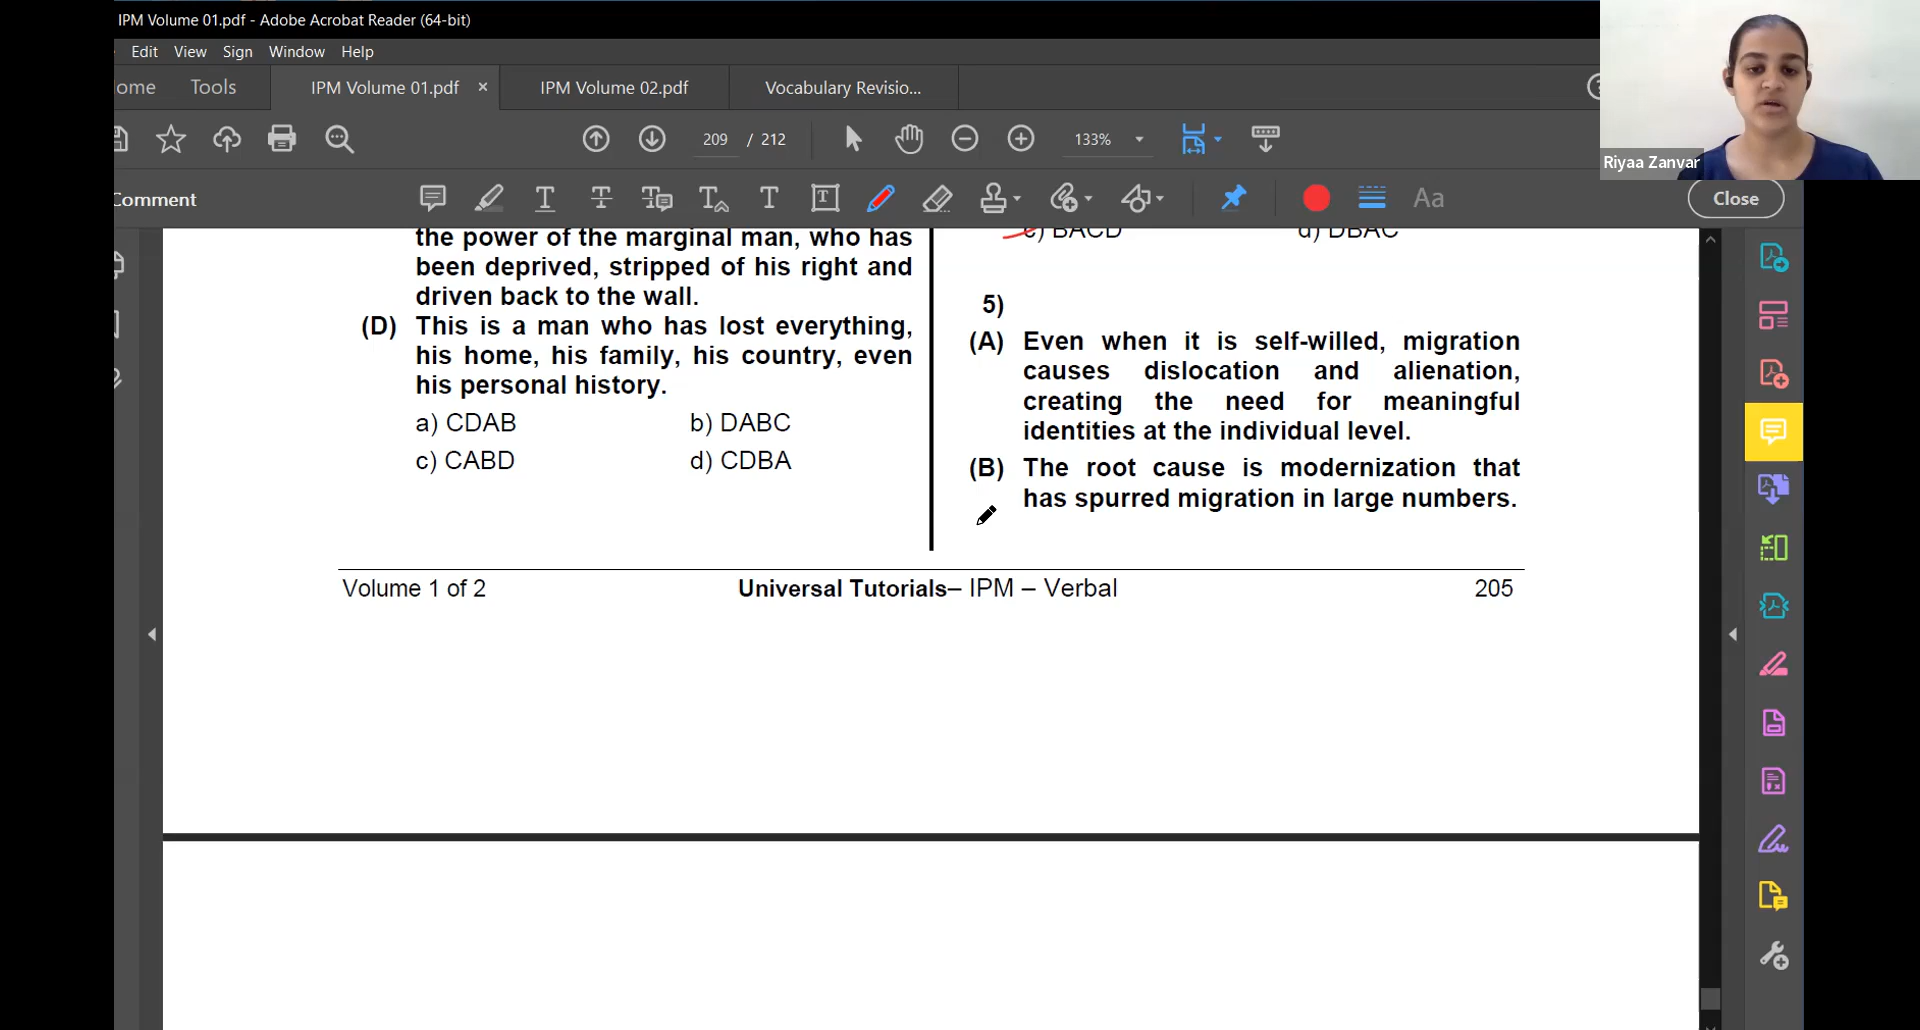 IPM Volume 01.pdf - Adobe Acrobat Reader (64-bit)
Edit View Sign Window Help
ome Tools IPM Volume 01.pdf × IPM Volume 02.pdf Vocabulary Revisio...
209 / 212 133%
Riyaa Zanvar
Comment Aa Close
the power of the marginal man, who has
been deprived, stripped of his right and
driven back to the wall.
(D) This is a man who has lost everything,
his home, his family, his country, even
his personal history.
a) CDAB b) DABC
c) CABD d) CDBA
c) BACD d) DBAC
5)
(A) Even when it is self-willed, migration
causes dislocation and alienation,
creating the need for meaningful
identities at the individual level.
(B) The root cause is modernization that
has spurred migration in large numbers.
Volume 1 of 2 Universal Tutorials– IPM – Verbal 205